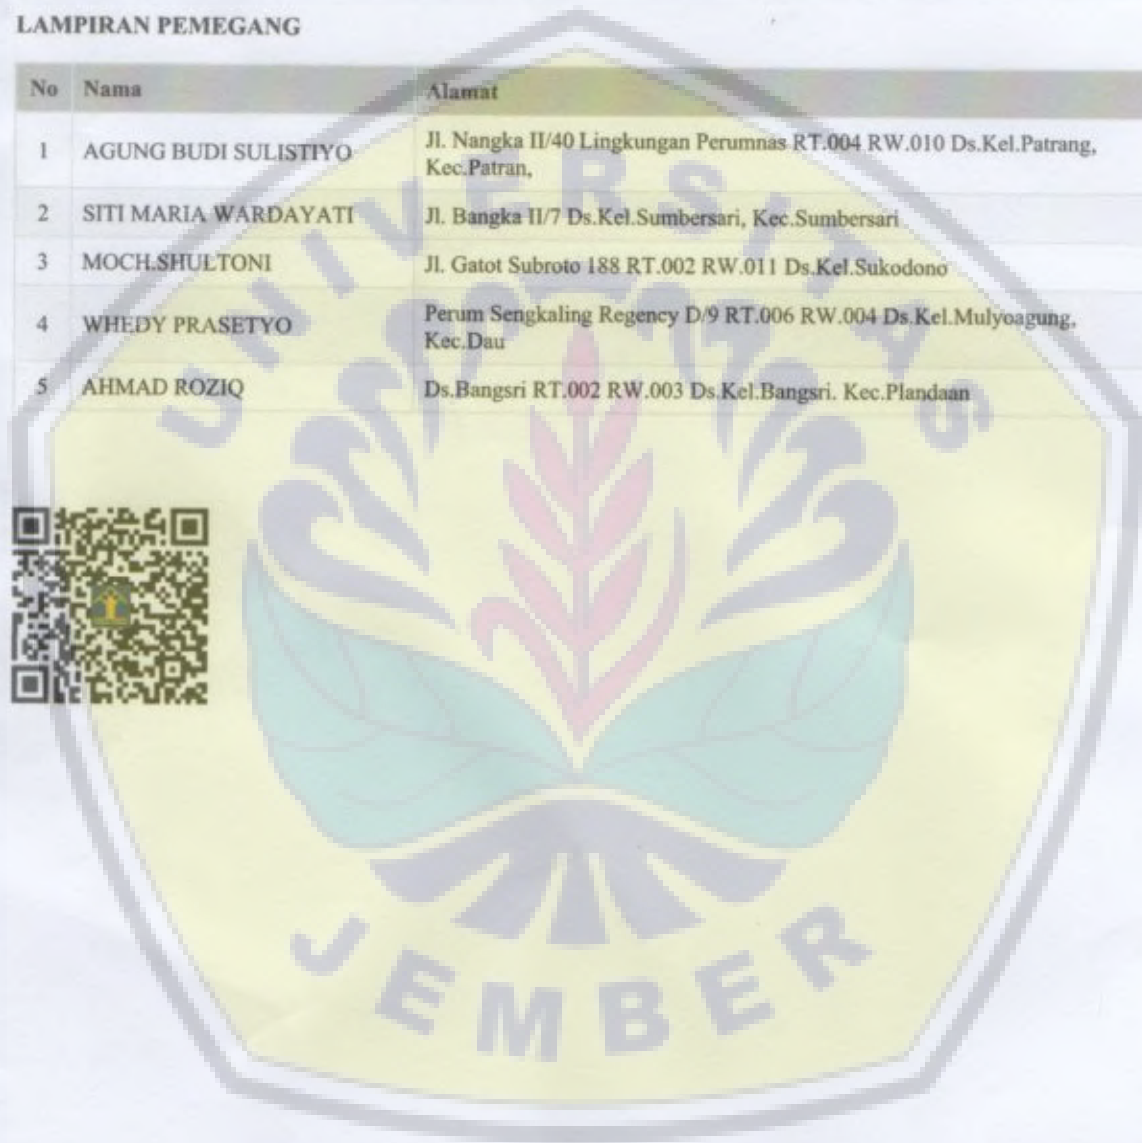 LAMPIRAN PEMEGANG
No Nama Alamat
1 AGUNG BUDI SULISTIYO Jl. Nangka II/40 Lingkungan Perumnas RT.004 RW.010 Ds.Kel.Patrang,
Kec.Patran,
2 SITI MARIA WARDAYATI Jl. Bangka II/7 Ds.Kel.Sumbersari, Kec.Sumbersari
3 MOCH.SHULTONI Jl. Gatot Subroto 188 RT.002 RW.011 Ds.Kel.Sukodono
4 WHEDY PRASETYO Perum Sengkaling Regency D/9 RT.006 RW.004 Ds.Kel.Mulyoagung,
Kec.Dau
5 AHMAD ROZIQ Ds.Bangsri RT.002 RW.003 Ds.Kel.Bangsri. Kec.Plandaan
UNIVERSITAS
JEMBER